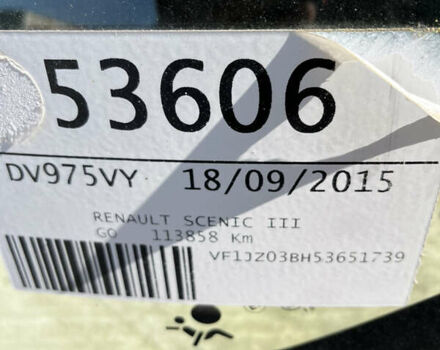 53606
DV975VY 18/09/2015
RENAULT SCENIC III
GO 113858 Km
VF1JZ03BH53651739